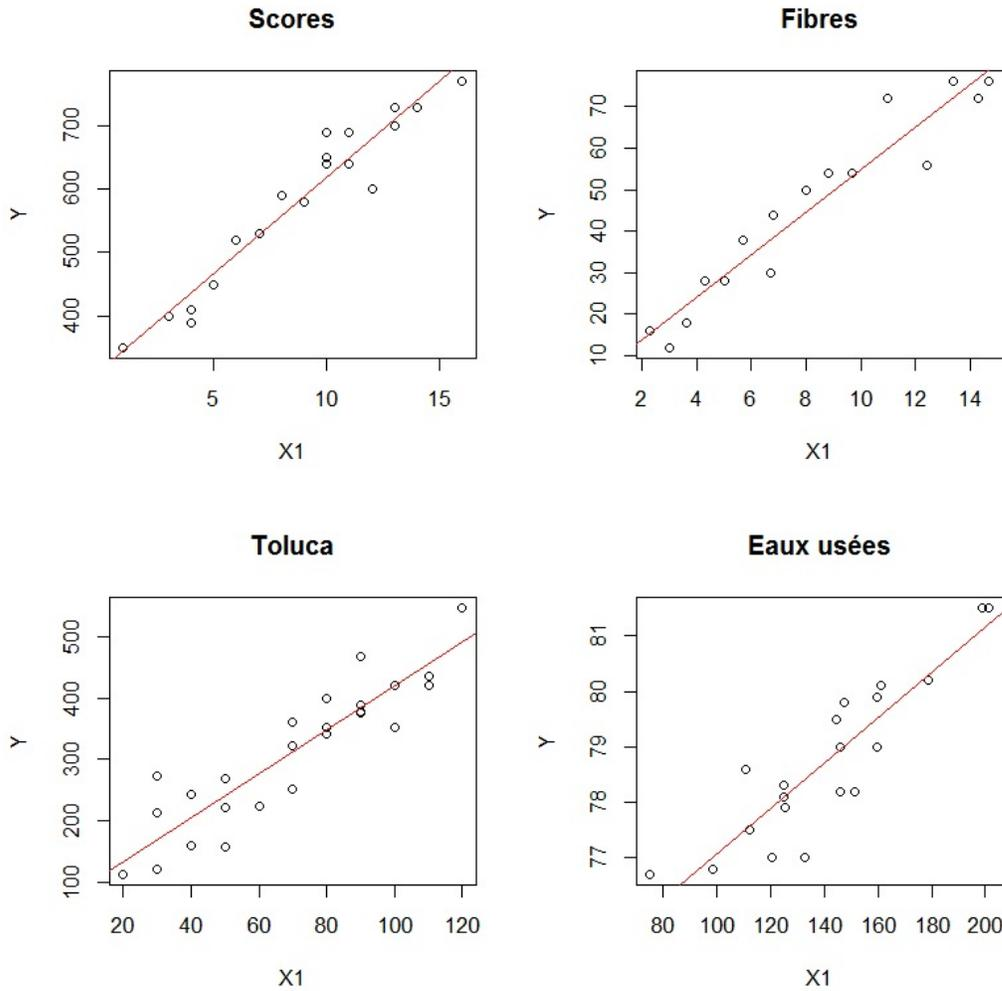 Scores
Y
400 500 600 700
5 10 15
X1
Fibres
Y
10 20 30 40 50 60 70
2 4 6 8 10 12 14
X1
Toluca
Y
100 200 300 400 500
20 40 60 80 100 120
X1
Eaux usées
Y
77 78 79 80 81
80 100 120 140 160 180 200
X1